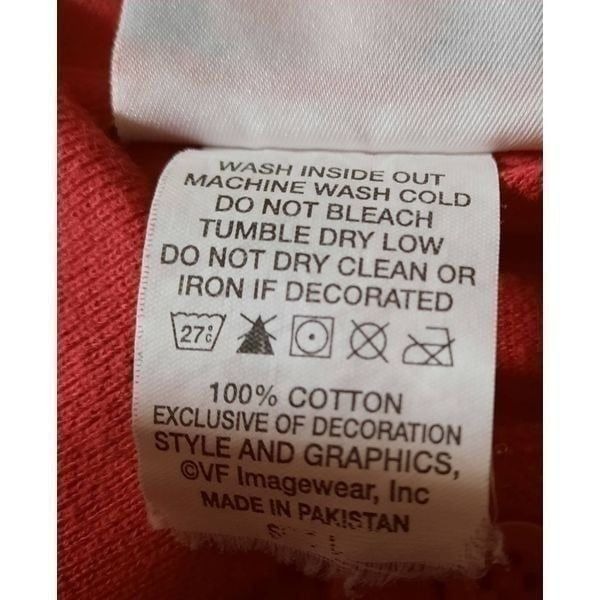 WASH INSIDE OUT
MACHINE WASH COLD
DO NOT BLEACH
TUMBLE DRY LOW
DO NOT DRY CLEAN OR
IRON IF DECORATED
27°C
100% COTTON
EXCLUSIVE OF DECORATION
STYLE AND GRAPHICS,
©VF Imagewear, Inc
MADE IN PAKISTAN